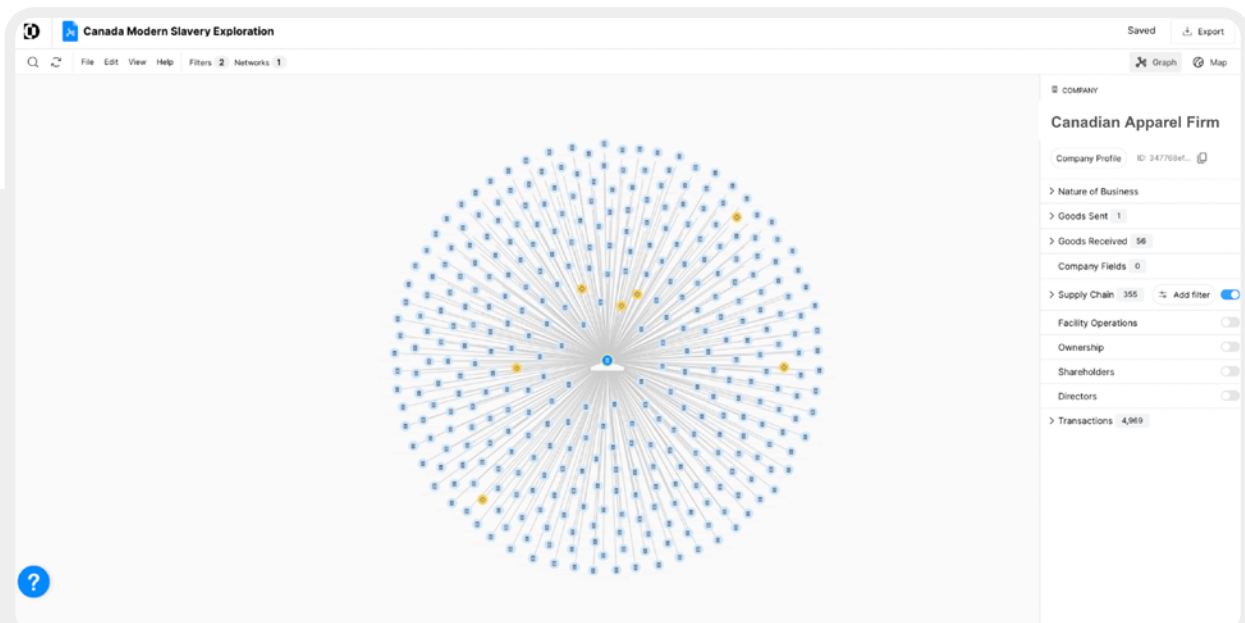 Canada Modern Slavery Exploration
Saved
Export
File Edit View Help Filters 2 Networks 1
Graph Map
COMPANY
Canadian Apparel Firm
Company Profile ID: 347768ef...
Nature of Business
Goods Sent 1
Goods Received 56
Company Fields 0
Supply Chain 355 Add filter
Facility Operations
Ownership
Shareholders
Directors
Transactions 4,969
?